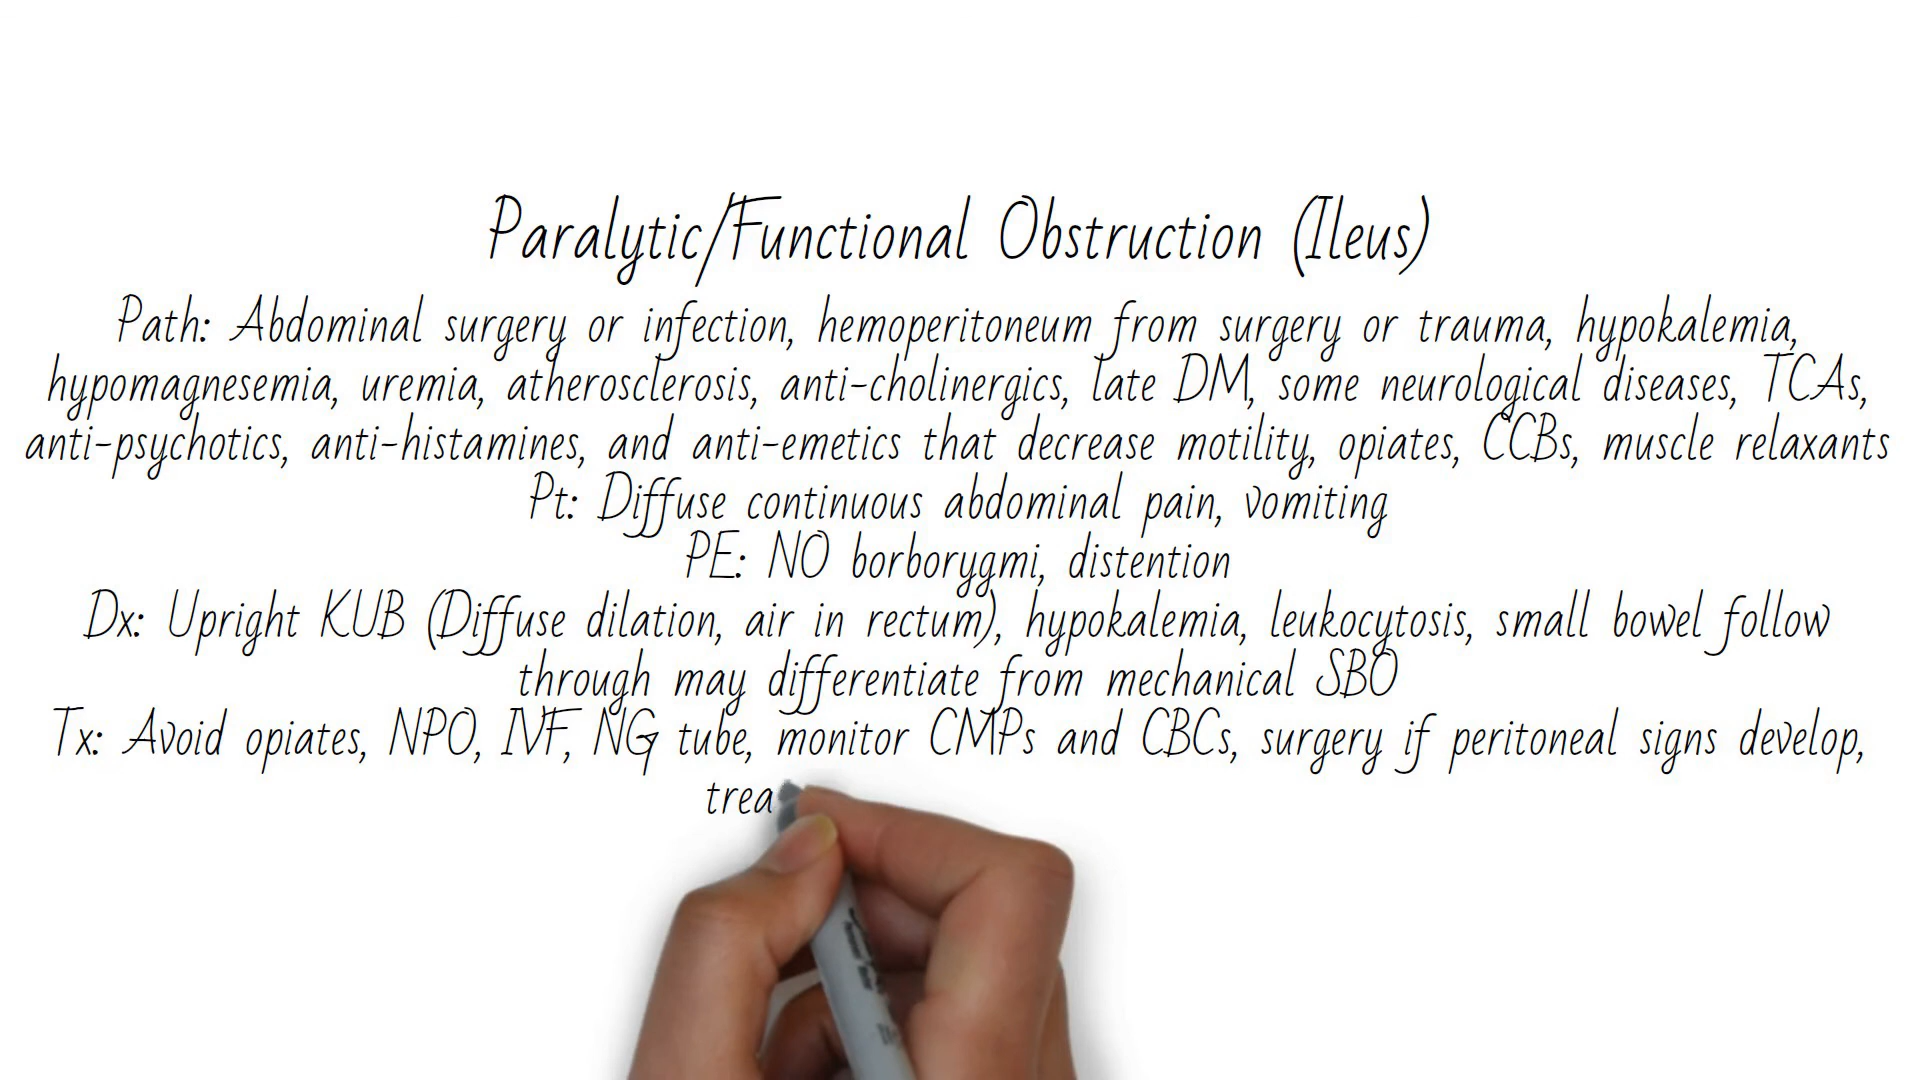 Paralytic/Functional Obstruction (Ileus)
Path: Abdominal surgery or infection, hemoperitoneum from surgery or trauma, hypokalemia,
hypomagnesemia, uremia, atherosclerosis, anti-cholinergics, late DM, some neurological diseases, TCAs,
anti-psychotics, anti-histamines, and anti-emetics that decrease motility, opiates, CCBs, muscle relaxants
Pt: Diffuse continuous abdominal pain, vomiting
PE: NO borborygmi, distention
Dx: Upright KUB (Diffuse dilation, air in rectum), hypokalemia, leukocytosis, small bowel follow
through may differentiate from mechanical SBO
Tx: Avoid opiates, NPO, IVF, NG tube, monitor CMPs and CBCs, surgery if peritoneal signs develop,
trea